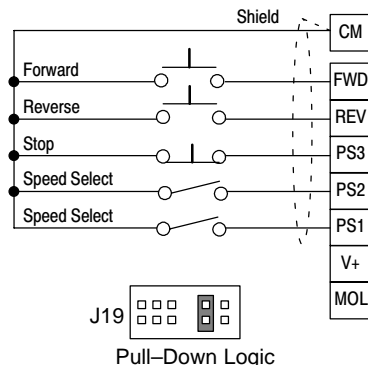 Shield
CM
Forward
FWD
Reverse
REV
Stop
PS3
Speed Select
PS2
Speed Select
PS1
V+
MOL
J19
Pull–Down Logic